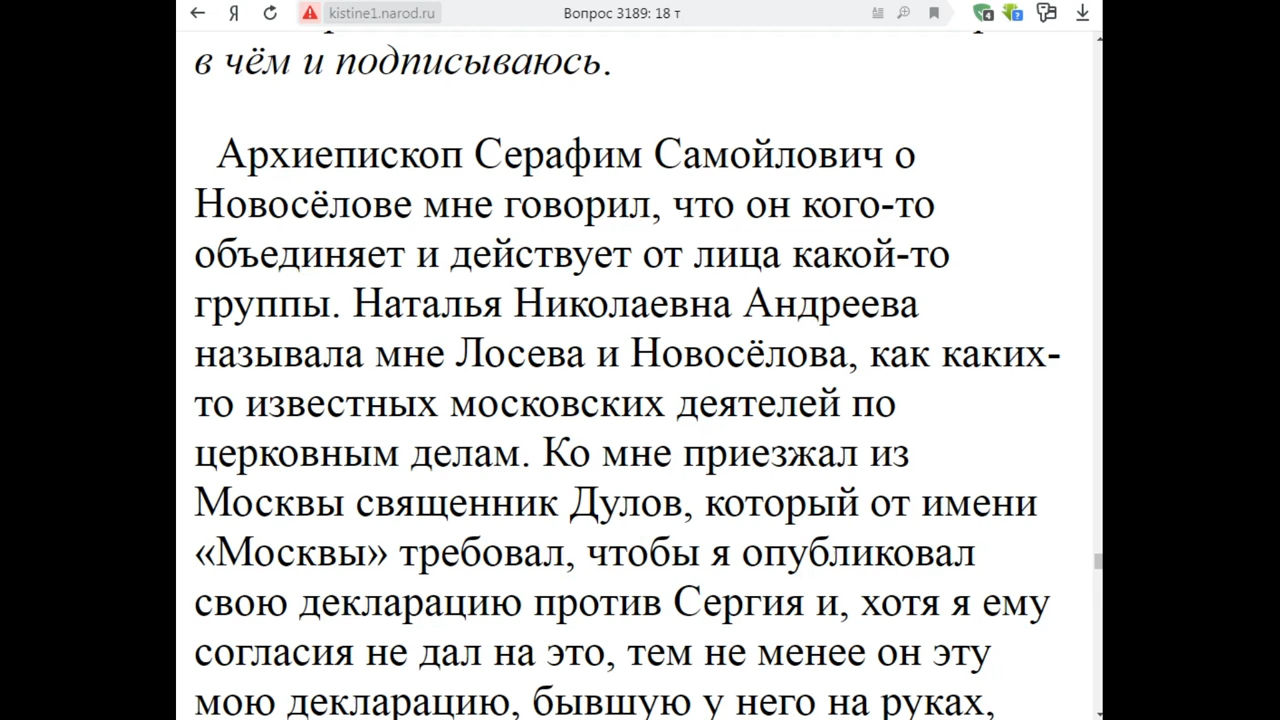 Я
kistine1.narod.ru
Вопрос 3189: 18 т
4
?
в чём и подписываюсь.
Архиепископ Серафим Самойлович о
Новосёлове мне говорил, что он кого-то
объединяет и действует от лица какой-то
группы. Наталья Николаевна Андреева
называла мне Лосева и Новосёлова, как каких-
то известных московских деятелей по
церковным делам. Ко мне приезжал из
Москвы священник Дулов, который от имени
«Москвы» требовал, чтобы я опубликовал
свою декларацию против Сергия и, хотя я ему
согласия не дал на это, тем не менее он эту
мою декларацию, бывшую у него на руках,